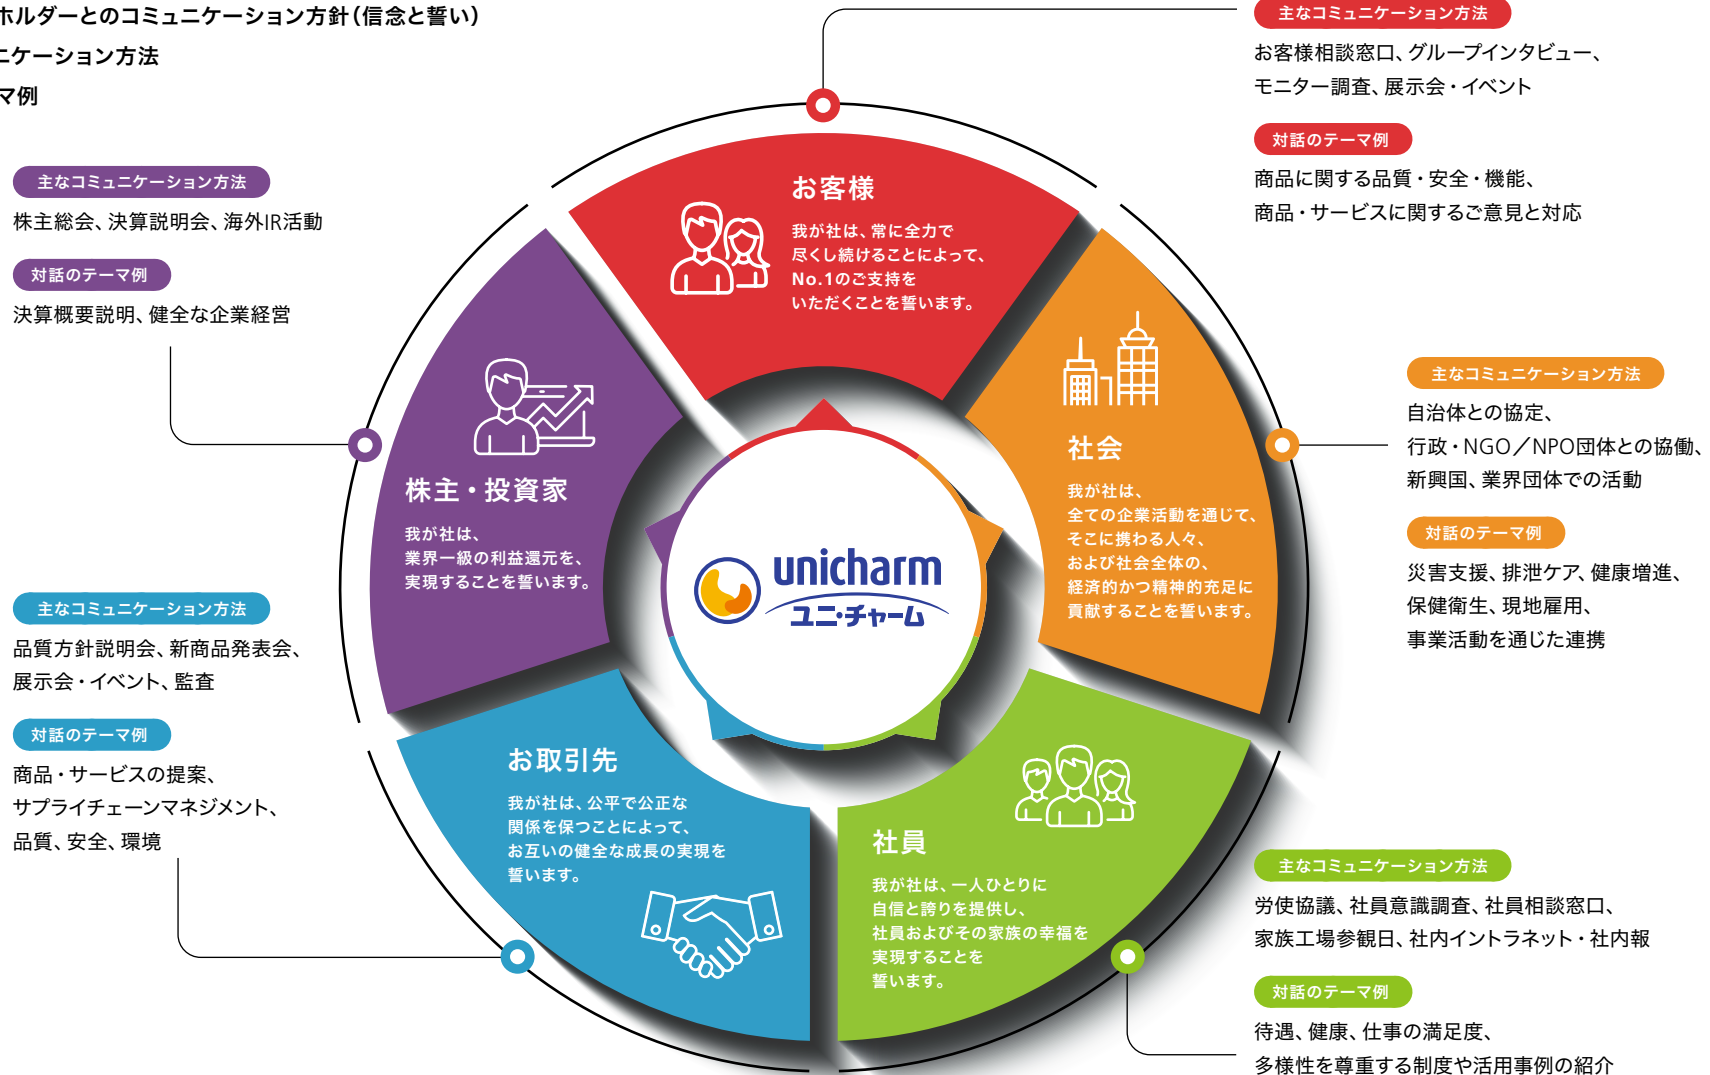 ホルダーとのコミュニケーション方針（信念と誓い）
ニケーション方法
マ例
主なコミュニケーション方法
お客様相談窓口、グループインタビュー、
モニター調査、展示会・イベント
対話のテーマ例
商品に関する品質・安全・機能、
商品・サービスに関するご意見と対応
主なコミュニケーション方法
株主総会、決算説明会、海外IR活動
対話のテーマ例
決算概要説明、健全な企業経営
お客様
我が社は、常に全力で
尽くし続けることによって、
No.1のご支持を
いただくことを誓います。
株主・投資家
我が社は、
業界一級の利益還元を、
実現することを誓います。
社会
我が社は、
全ての企業活動を通じて、
そこに携わる人々、
および社会全体の、
経済的かつ精神的充足に
貢献することを誓います。
主なコミュニケーション方法
自治体との協定、
行政・NGO／NPO団体との協働、
新興国、業界団体での活動
対話のテーマ例
災害支援、排泄ケア、健康増進、
保健衛生、現地雇用、
事業活動を通じた連携
unicharm
ユニ・チャーム
主なコミュニケーション方法
品質方針説明会、新商品発表会、
展示会・イベント、監査
対話のテーマ例
商品・サービスの提案、
サプライチェーンマネジメント、
品質、安全、環境
お取引先
我が社は、公平で公正な
関係を保つことによって、
お互いの健全な成長の実現を
誓います。
社員
我が社は、一人ひとりに
自信と誇りを提供し、
社員およびその家族の幸福を
実現することを
誓います。
主なコミュニケーション方法
労使協議、社員意識調査、社員相談窓口、
家族工場参観日、社内イントラネット・社内報
対話のテーマ例
待遇、健康、仕事の満足度、
多様性を尊重する制度や活用事例の紹介